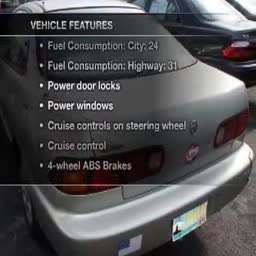 VEHICLE FEATURES
• Fuel Consumption: City: 24
• Fuel Consumption: Highway: 31
• Power door locks
• Power windows
• Cruise controls on steering wheel
• Cruise control
• 4-wheel ABS Brakes